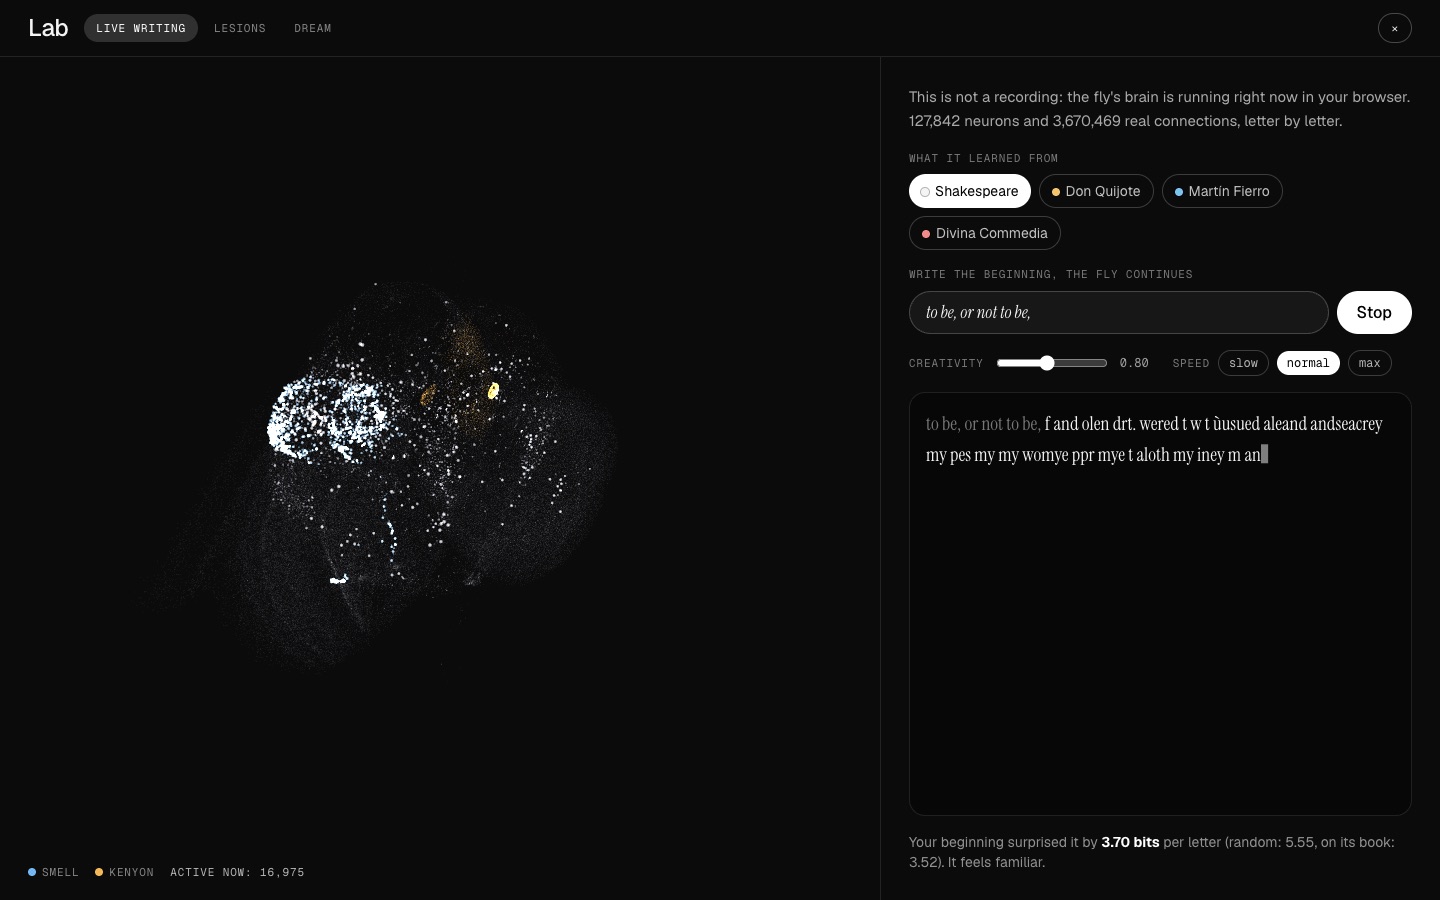 Lab LIVE WRITING LESIONS DREAM ×
This is not a recording: the fly's brain is running right now in your browser.
127,842 neurons and 3,670,469 real connections, letter by letter.
WHAT IT LEARNED FROM
Shakespeare Don Quijote Martín Fierro
Divina Commedia
WRITE THE BEGINNING, THE FLY CONTINUES
to be, or not to be, Stop
CREATIVITY 0.80 SPEED slow normal max
to be, or not to be, f and olen drt. wered t w t ùusued aleand andseacrey
my pes my my womye ppr mye t aloth my iney m an
Your beginning surprised it by 3.70 bits per letter (random: 5.55, on its book:
3.52). It feels familiar.
SMELL KENYON ACTIVE NOW: 16,975